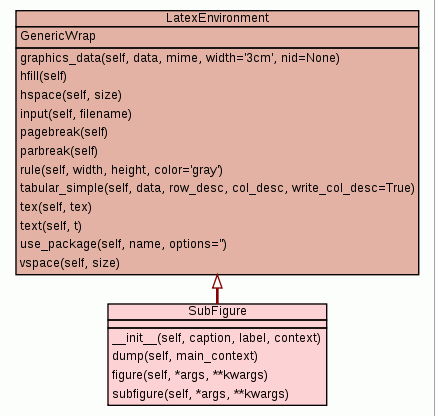 LatexEnvironment
GenericWrap
graphics_data(self, data, mime, width='3cm', nid=None)
hfill(self)
hspace(self, size)
input(self, filename)
pagebreak(self)
parbreak(self)
rule(self, width, height, color='gray')
tabular_simple(self, data, row_desc, col_desc, write_col_desc=True)
tex(self, tex)
text(self, t)
use_package(self, name, options='')
vspace(self, size)
SubFigure
__init__(self, caption, label, context)
dump(self, main_context)
figure(self, *args, **kwargs)
subfigure(self, *args, **kwargs)